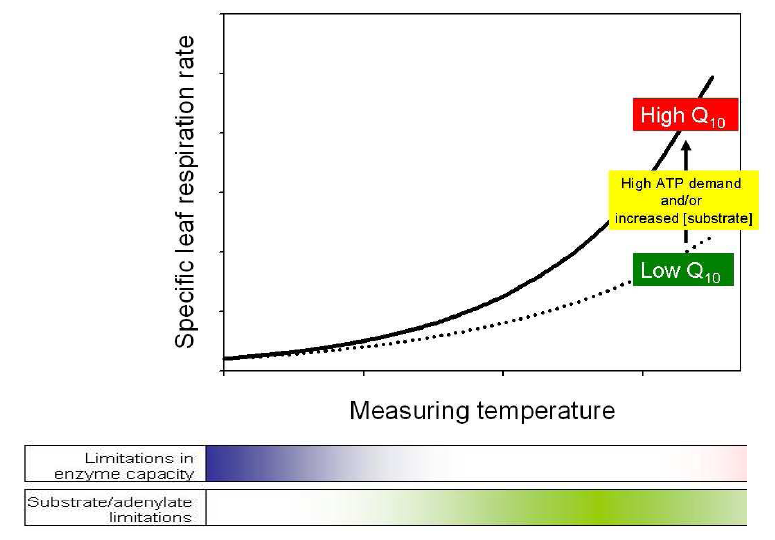 Specific leaf respiration rate
High Q10
High ATP demand
and/or
increased [substrate]
Low Q10
Measuring temperature
Limitations in
enzyme capacity
Substrate/adenylate
limitations